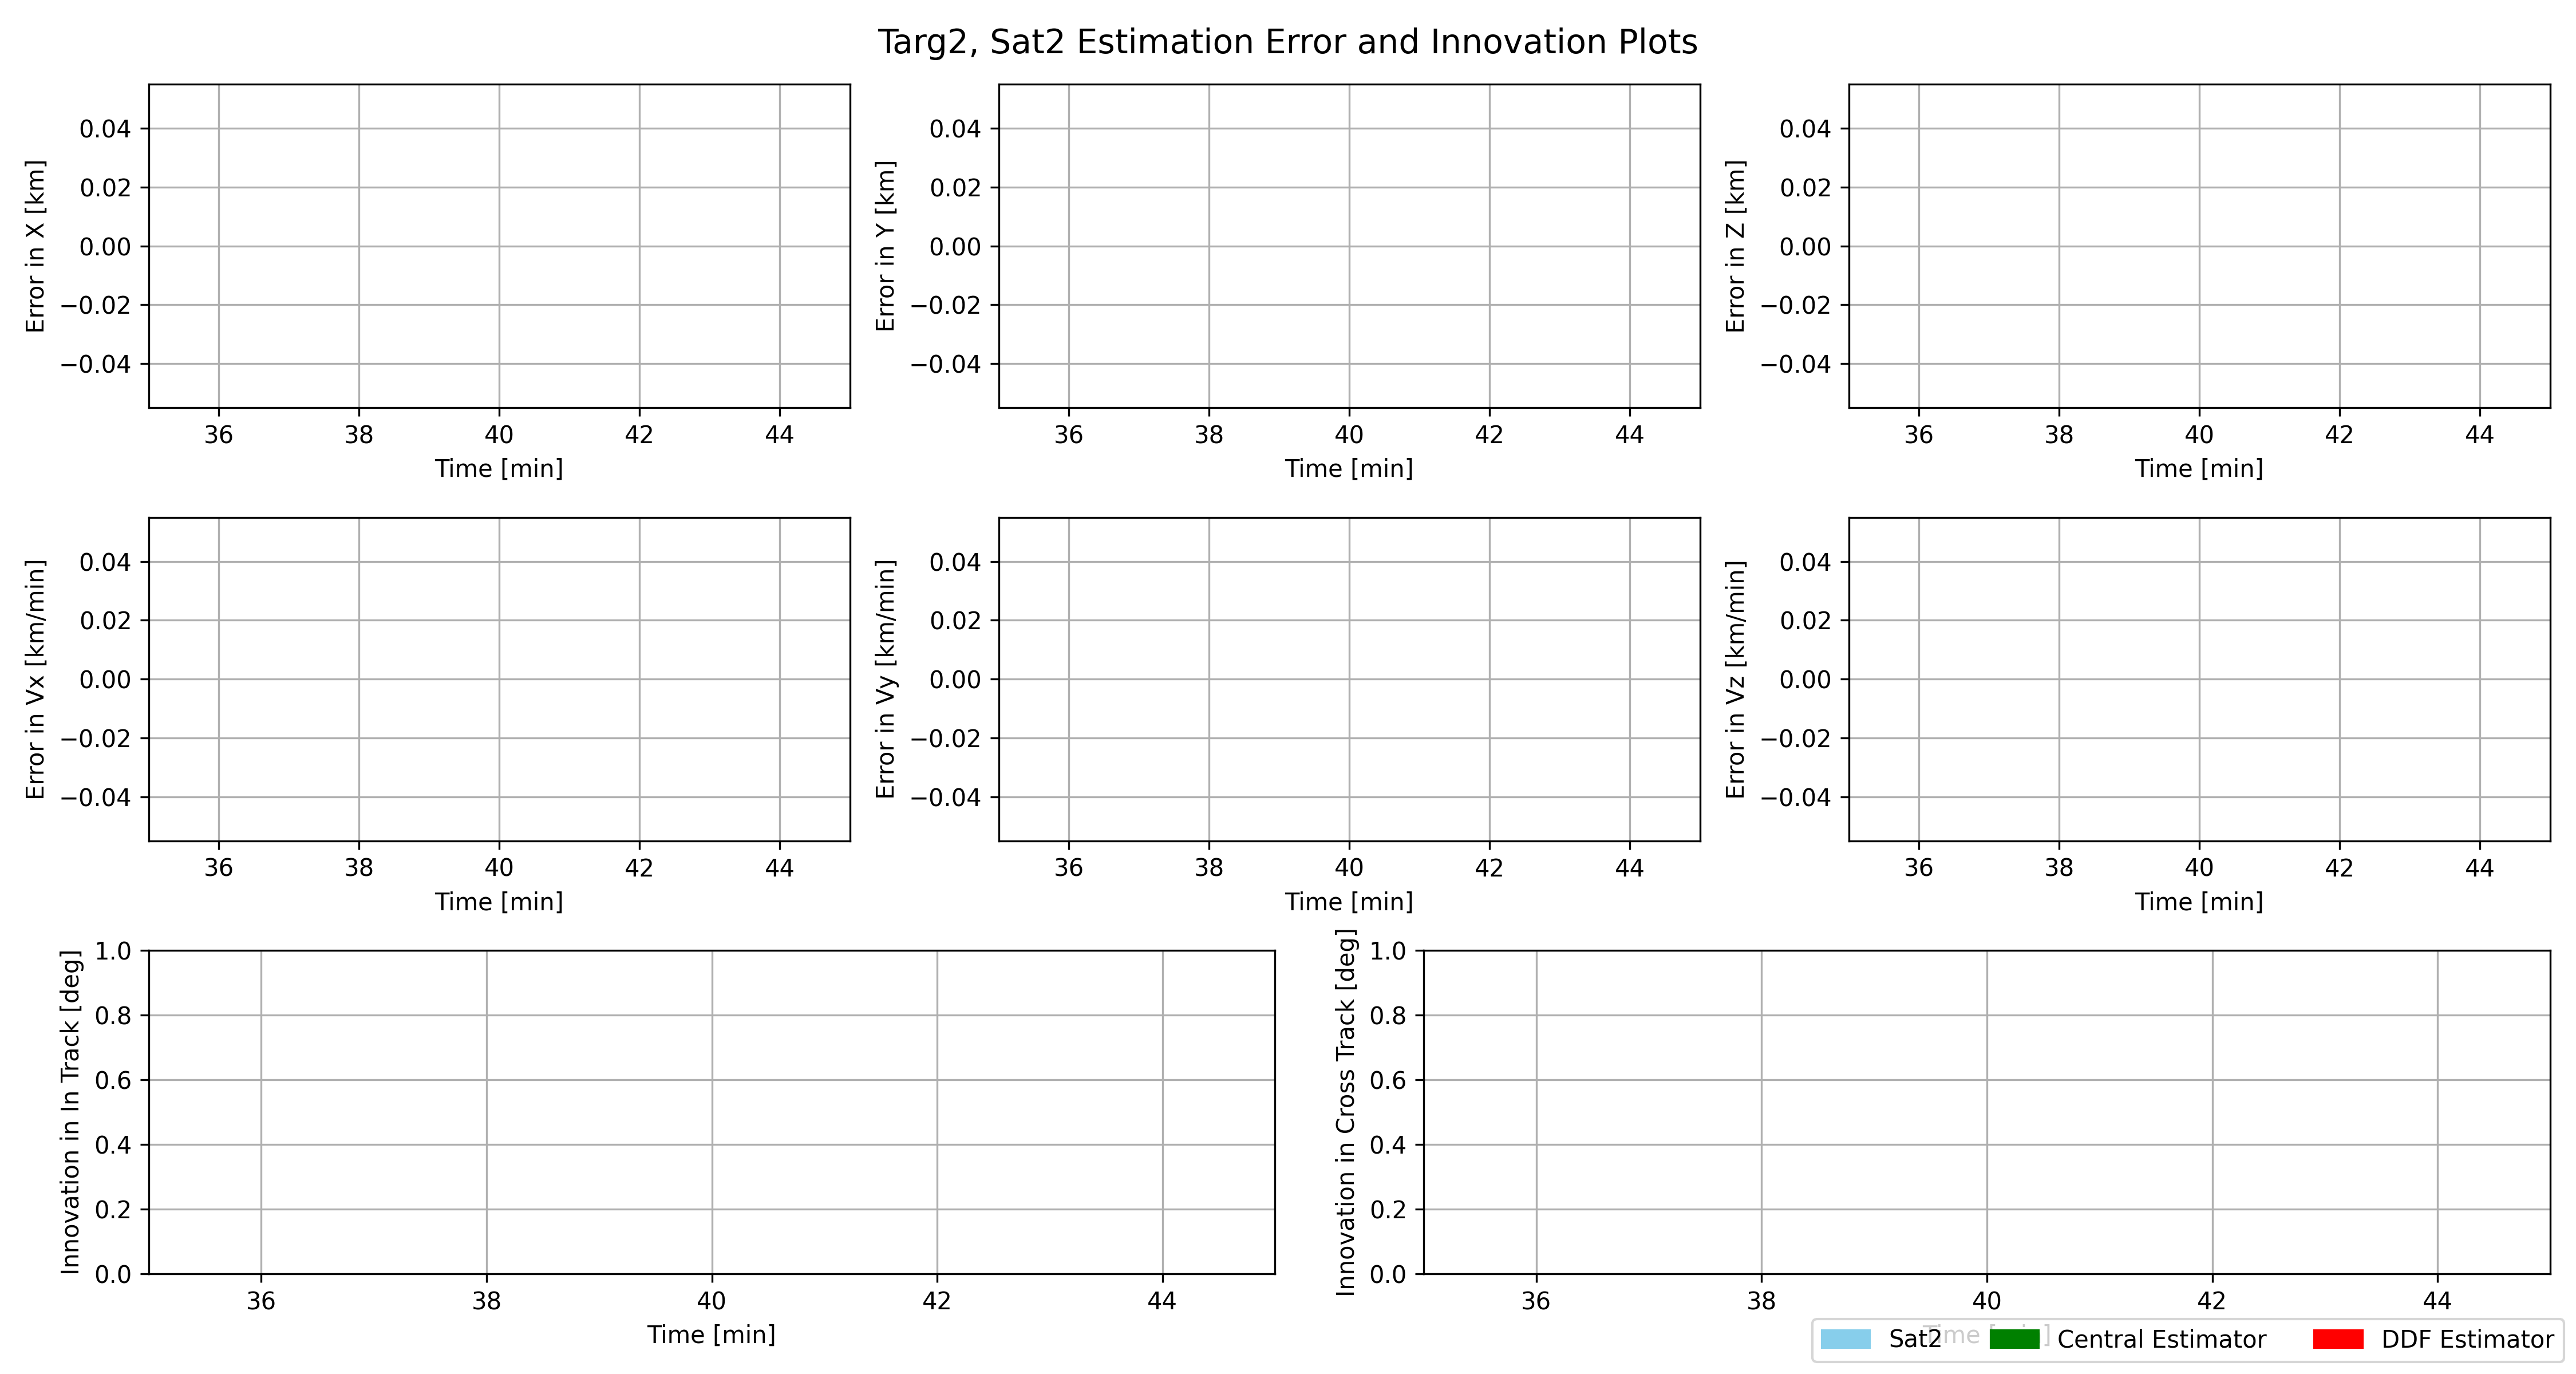 Targ2, Sat2 Estimation Error and Innovation Plots
Error in X [km]
0.04
0.02
0.00
−0.02
−0.04
36 38 40 42 44
Time [min]
Error in Y [km]
0.04
0.02
0.00
−0.02
−0.04
36 38 40 42 44
Time [min]
Error in Z [km]
0.04
0.02
0.00
−0.02
−0.04
36 38 40 42 44
Time [min]
Error in Vx [km/min]
0.04
0.02
0.00
−0.02
−0.04
36 38 40 42 44
Time [min]
Error in Vy [km/min]
0.04
0.02
0.00
−0.02
−0.04
36 38 40 42 44
Time [min]
Error in Vz [km/min]
0.04
0.02
0.00
−0.02
−0.04
36 38 40 42 44
Time [min]
Innovation in In Track [deg]
1.0
0.8
0.6
0.4
0.2
0.0
36 38 40 42 44
Time [min]
Innovation in Cross Track [deg]
1.0
0.8
0.6
0.4
0.2
0.0
36 38 40 42 44
Time [min]
Sat2 Central Estimator DDF Estimator